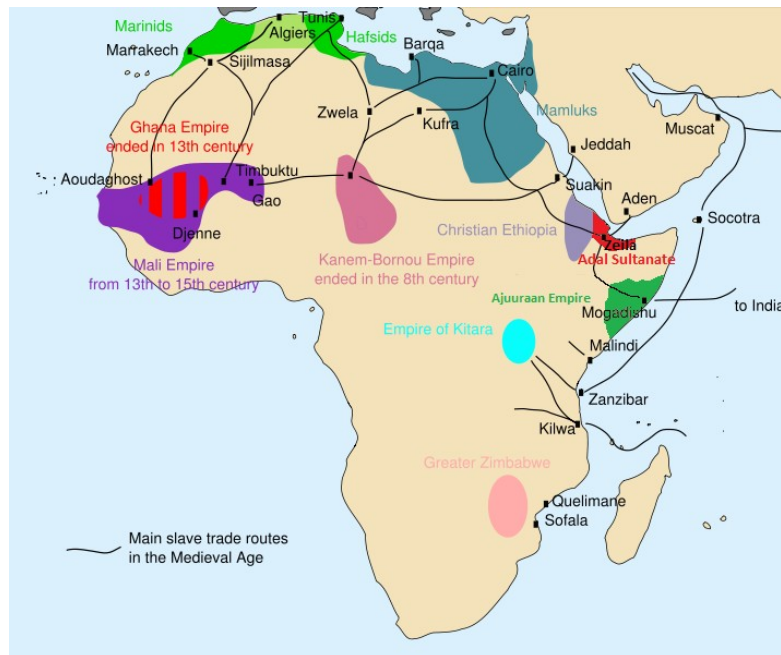 Marinids
Tunis
Algiers
Hafsids
Marrakech
Sijilmasa
Barqa
Cairo
Zwela
Kufra
Mamluks
Muscat
Ghana Empire
ended in 13th century
Jeddah
Aoudaghost
Timbuktu
Gao
Suakin
Aden
Socotra
Djenne
Christian Ethiopia
Zeila
Adal Sultanate
Mali Empire
from 13th to 15th century
Kanem-Bornou Empire
ended in the 8th century
Ajuuraan Empire
Mogadishu
to India
Empire of Kitara
Malindi
Zanzibar
Kilwa
Greater Zimbabwe
Quelimane
Sofala
Main slave trade routes
in the Medieval Age